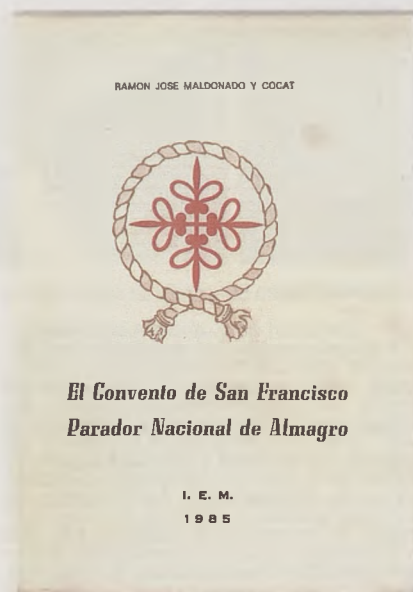 RAMON JOSE MALDONADO Y COCAT
El Convento de San Francisco
Parador Nacional de Almagro
I. E. M.
1985